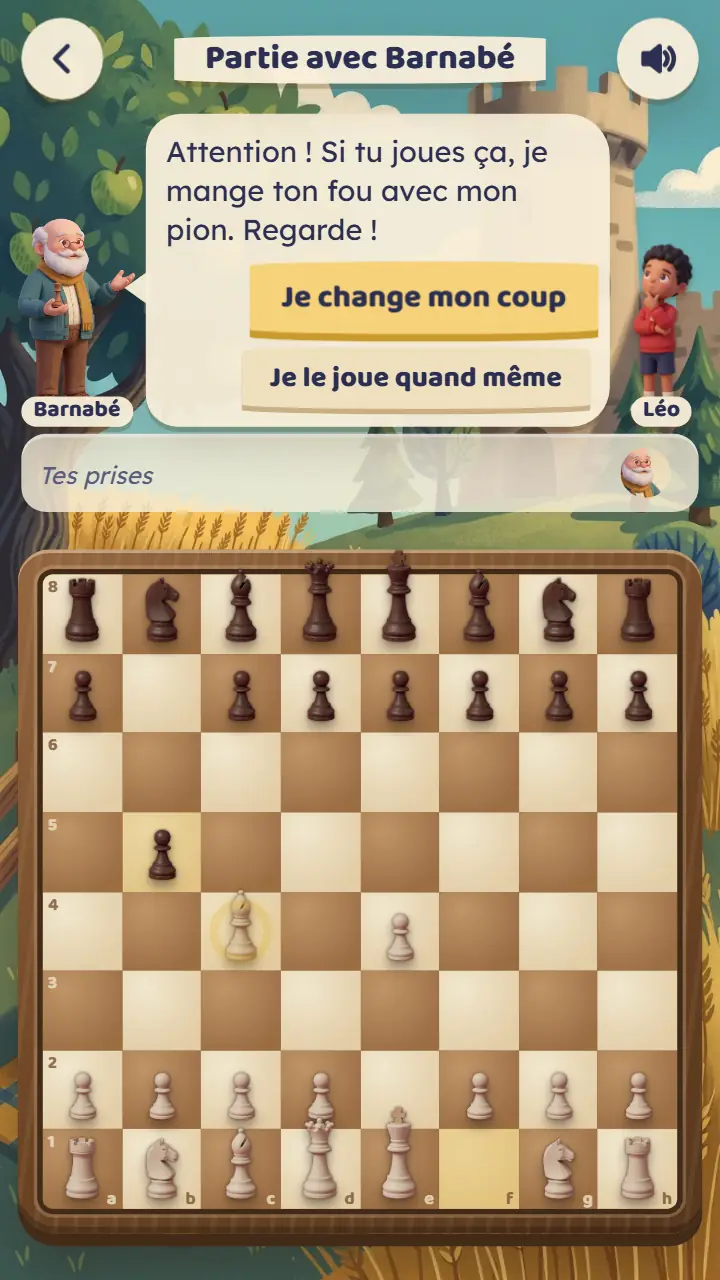 Partie avec Barnabé
Attention ! Si tu joues ça, je
mange ton fou avec mon
pion. Regarde !
Je change mon coup
Je le joue quand même
Barnabé
Léo
Tes prises
8
7
6
5
4
3
2
1
a b c d e f g h